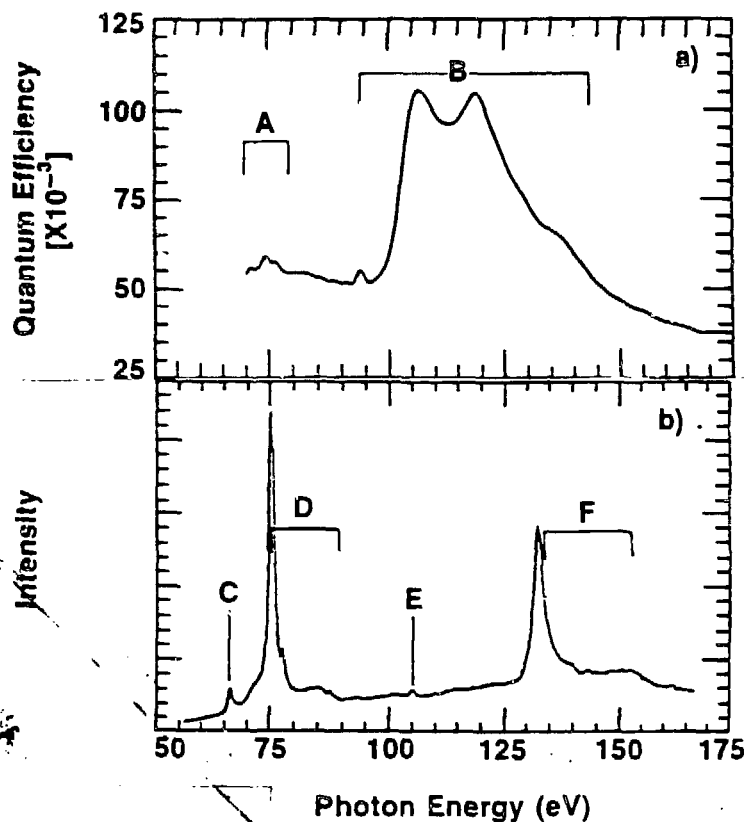 125
a)
B
100
A
Quantum Efficiency
[X10⁻³]
75
50
25
b)
D
F
C
E
Intensity
50 75 100 125 150 175
Photon Energy (eV)